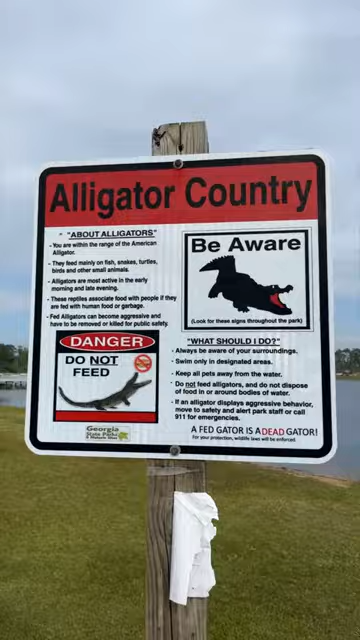 Alligator Country
"ABOUT ALLIGATORS"
- You are within the range of the American
Alligator.
- They feed mainly on fish, snakes, turtles,
birds and other small animals.
- Alligators are most active in the early
morning and late evening.
- These reptiles associate food with people if they
are fed with human food or garbage.
- Fed Alligators can become aggressive and
have to be removed or killed for public safety.
DANGER
DO NOT
FEED
Georgia
State Parks
& Historic Sites
Be Aware
(Look for these signs throughout the park)
"WHAT SHOULD I DO?"
- Always be aware of your surroundings.
- Swim only in designated areas.
- Keep all pets away from the water.
- Do not feed alligators, and do not dispose
of food in or around bodies of water.
- If an alligator displays aggressive behavior,
move to safety and alert park staff or call
911 for emergencies.
A FED GATOR IS A DEAD GATOR!
For your protection, wildlife laws will be enforced